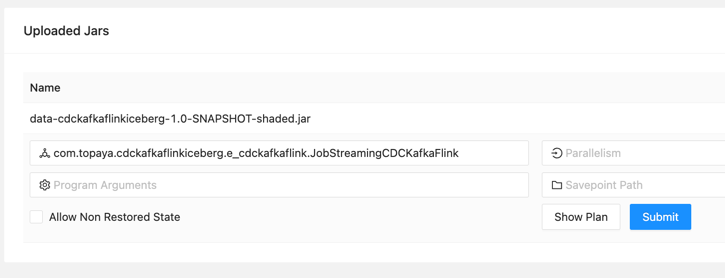 Uploaded Jars
Name
data-cdckafkaflinkiceberg-1.0-SNAPSHOT-shaded.jar
com.topaya.cdckafkaflinkiceberg.e_cdckafkaflink.JobStreamingCDCKafkaFlink
Parallelism
Program Arguments
Savepoint Path
Allow Non Restored State
Show Plan
Submit